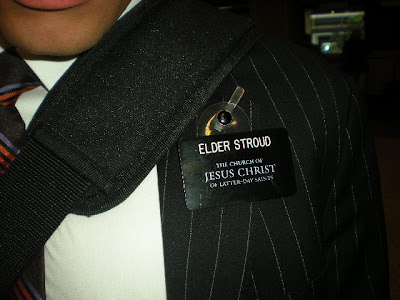 ELDER STROUD
THE CHURCH OF
JESUS CHRIST
OF LATTER-DAY SAINTS